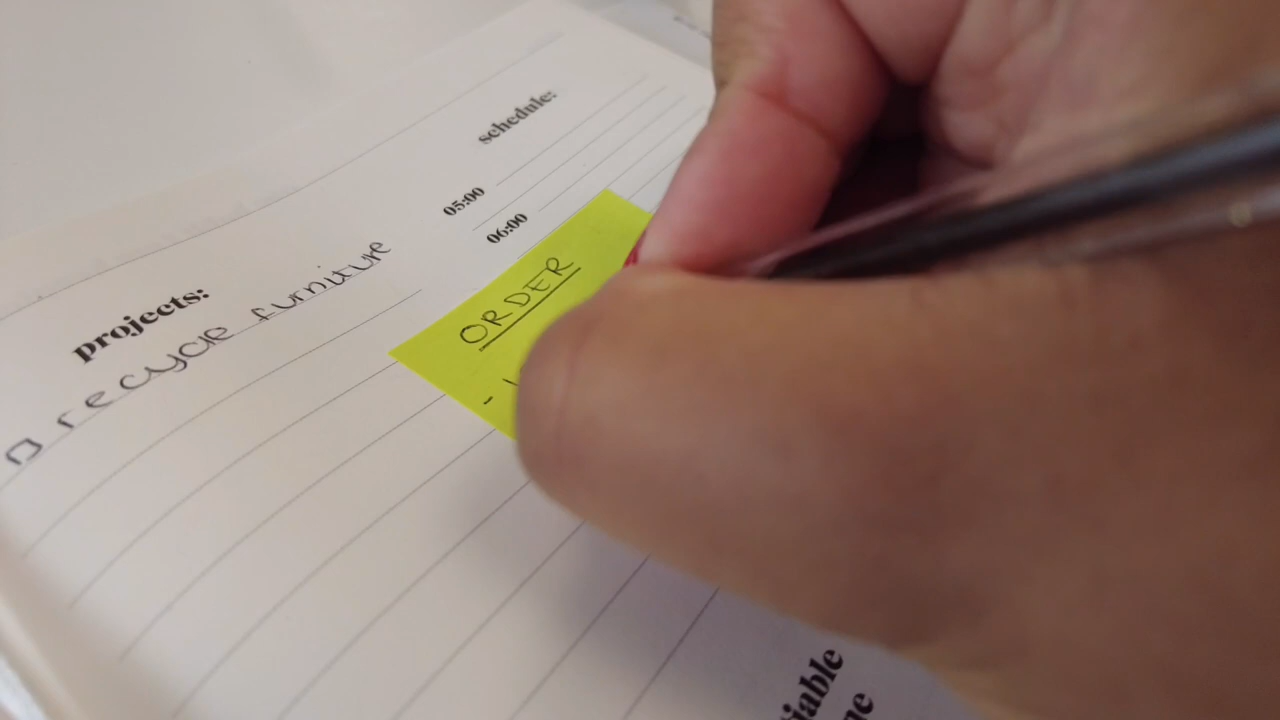 schedule:
05:00
06:00
projects:
recycle furniture
ORDER
-